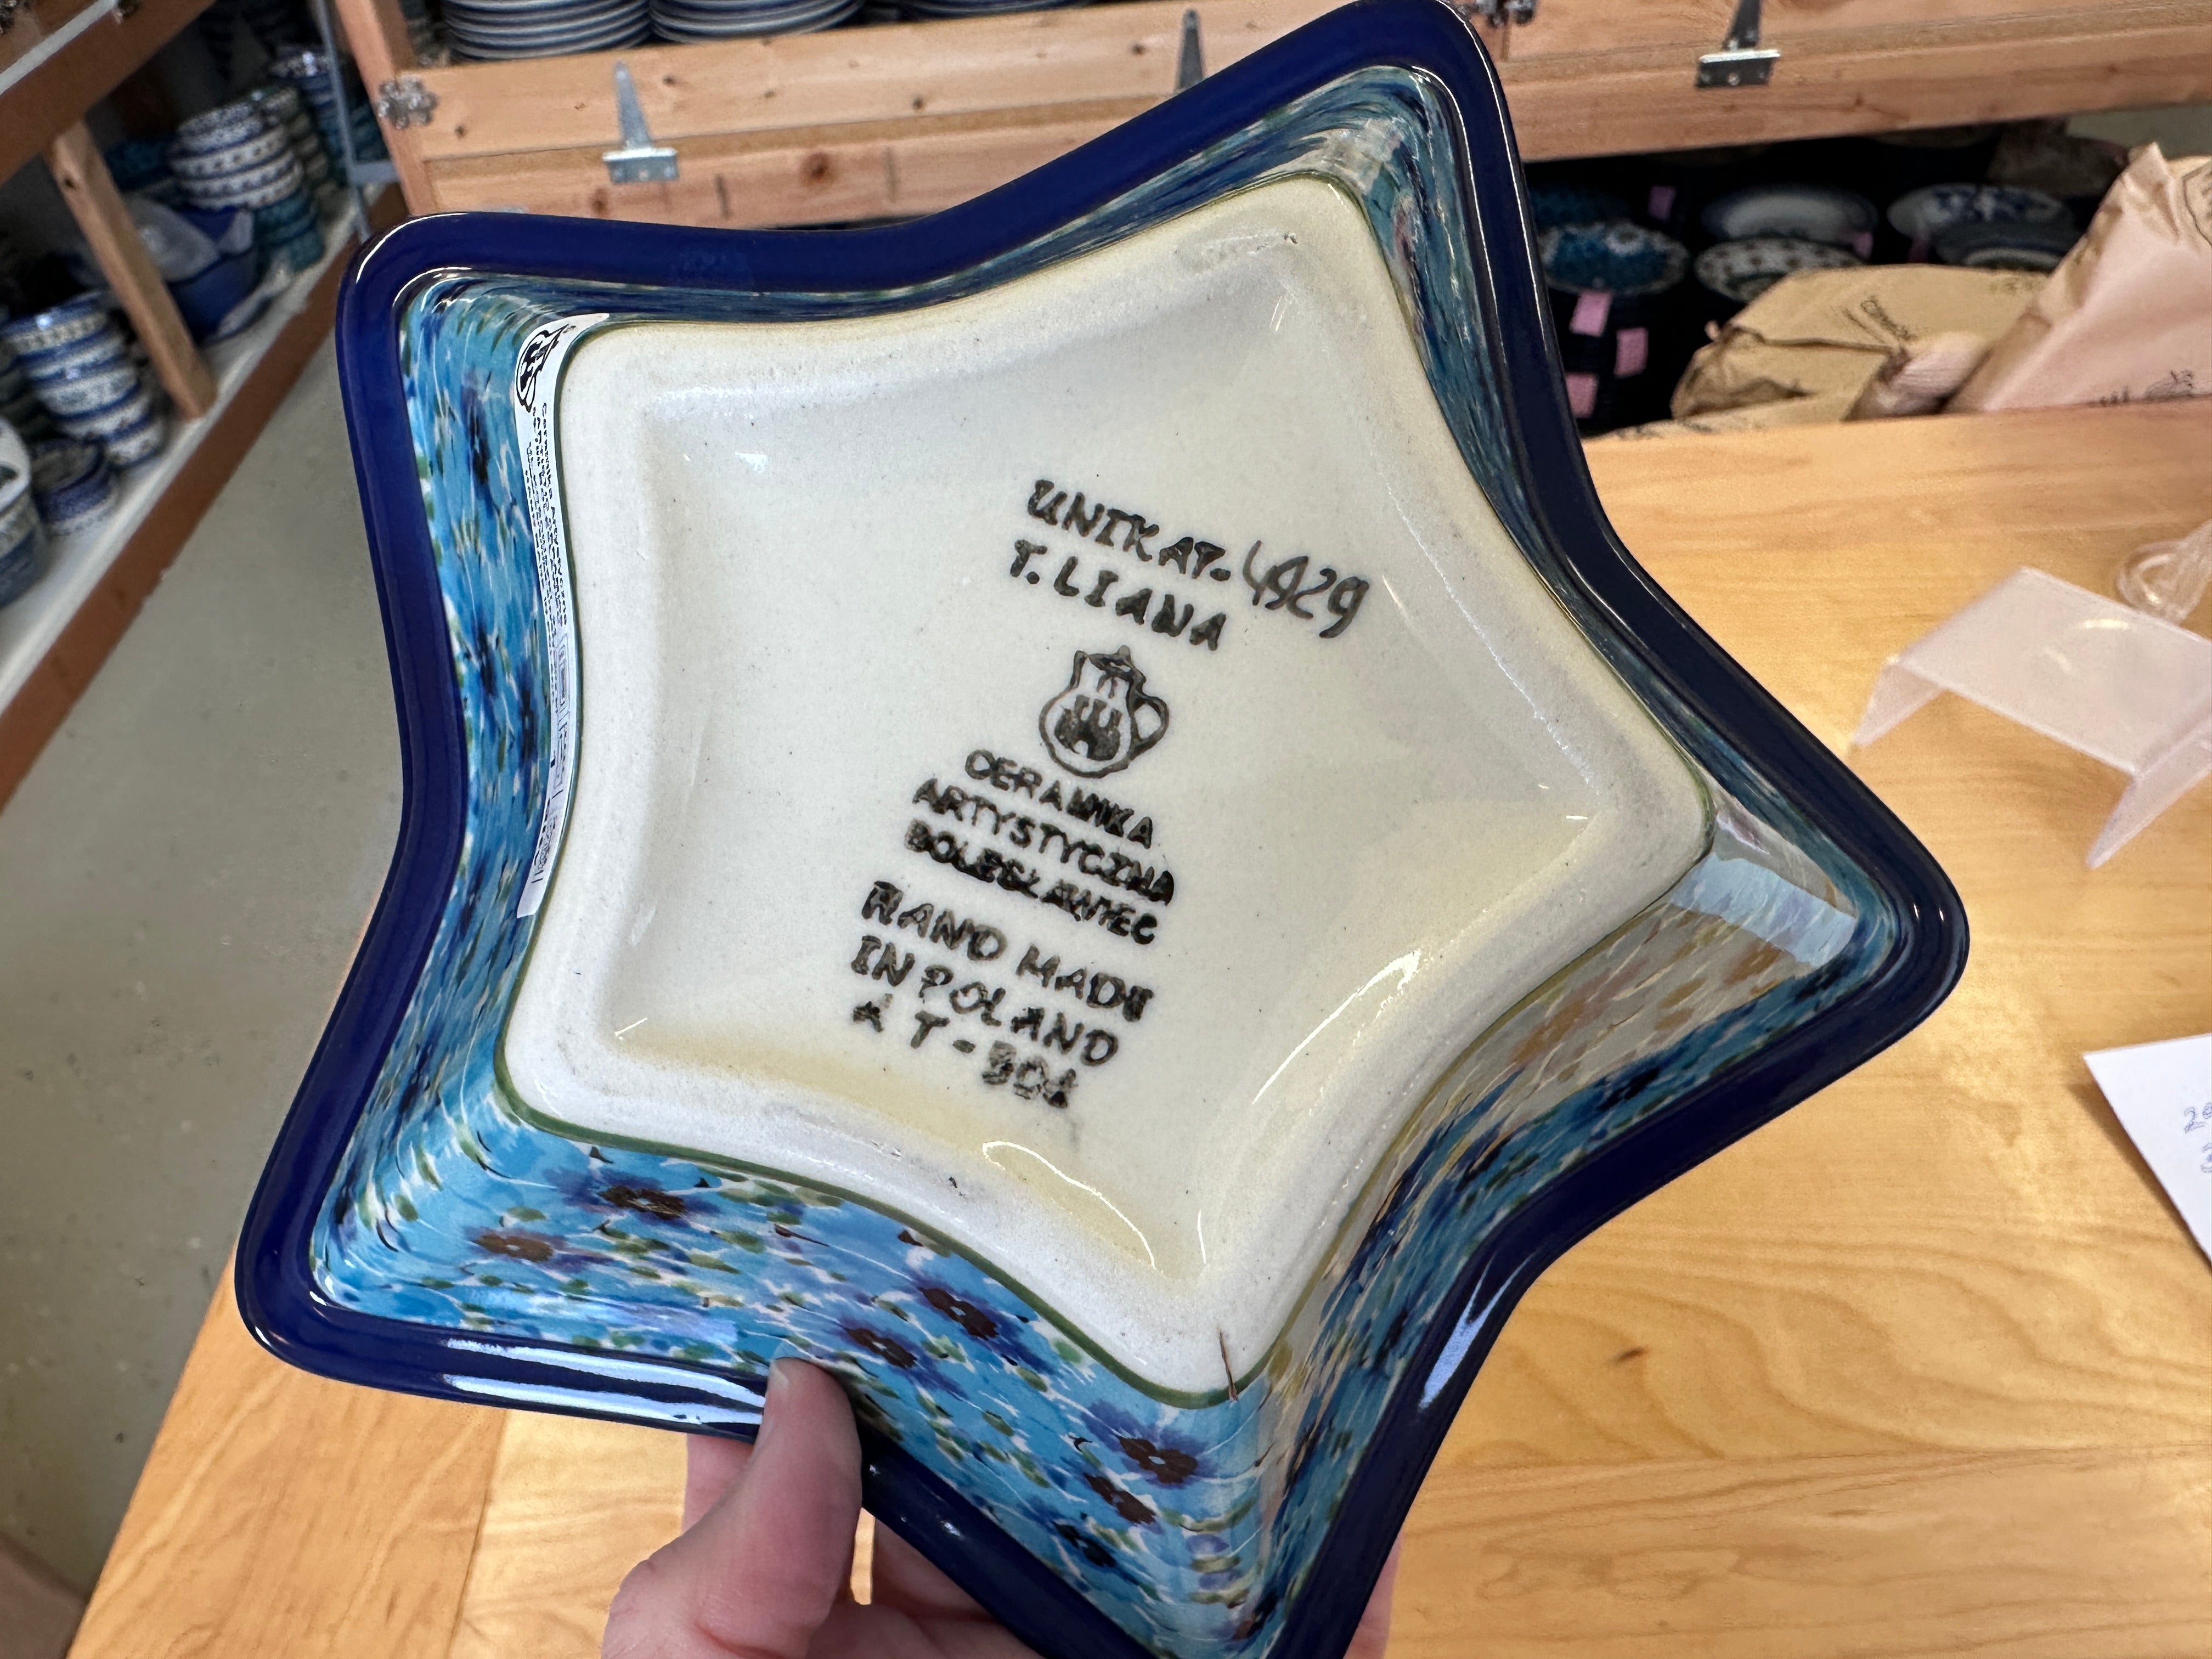 UNIKAT. 4929
T. LIANA
CERAMIKA
ARTYSTYCZNA
BOLESŁAWIEC
HAND MADE
IN POLAND
A T -